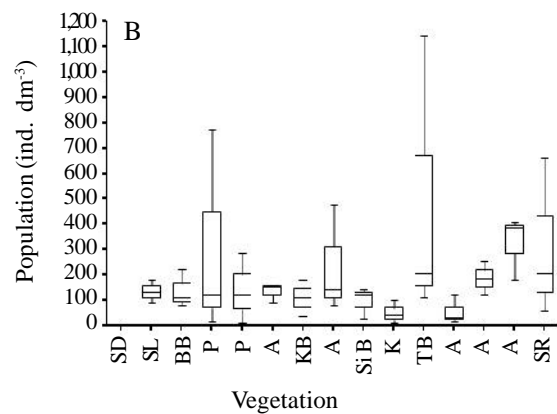 B
Population (ind. dm-3)
1,200
1,100
1,000
900
800
700
600
500
400
300
200
100
0
SD
SL
BB
P
P
A
KB
A
Si B
K
TB
A
A
A
SR
Vegetation